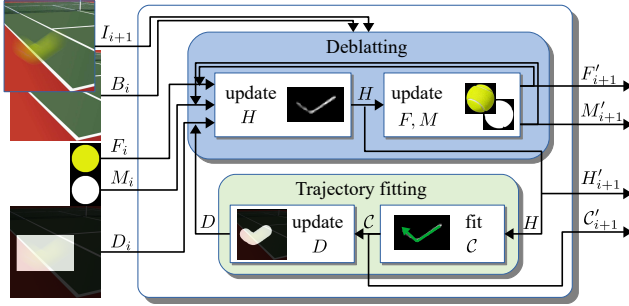 I_{i+1}
Deblatting
B_i
F'_{i+1}
update
H
H
update
F, M
M'_{i+1}
F_i
M_i
H'_{i+1}
Trajectory fitting
D
update
D
C
fit
C
H
C'_{i+1}
D_i